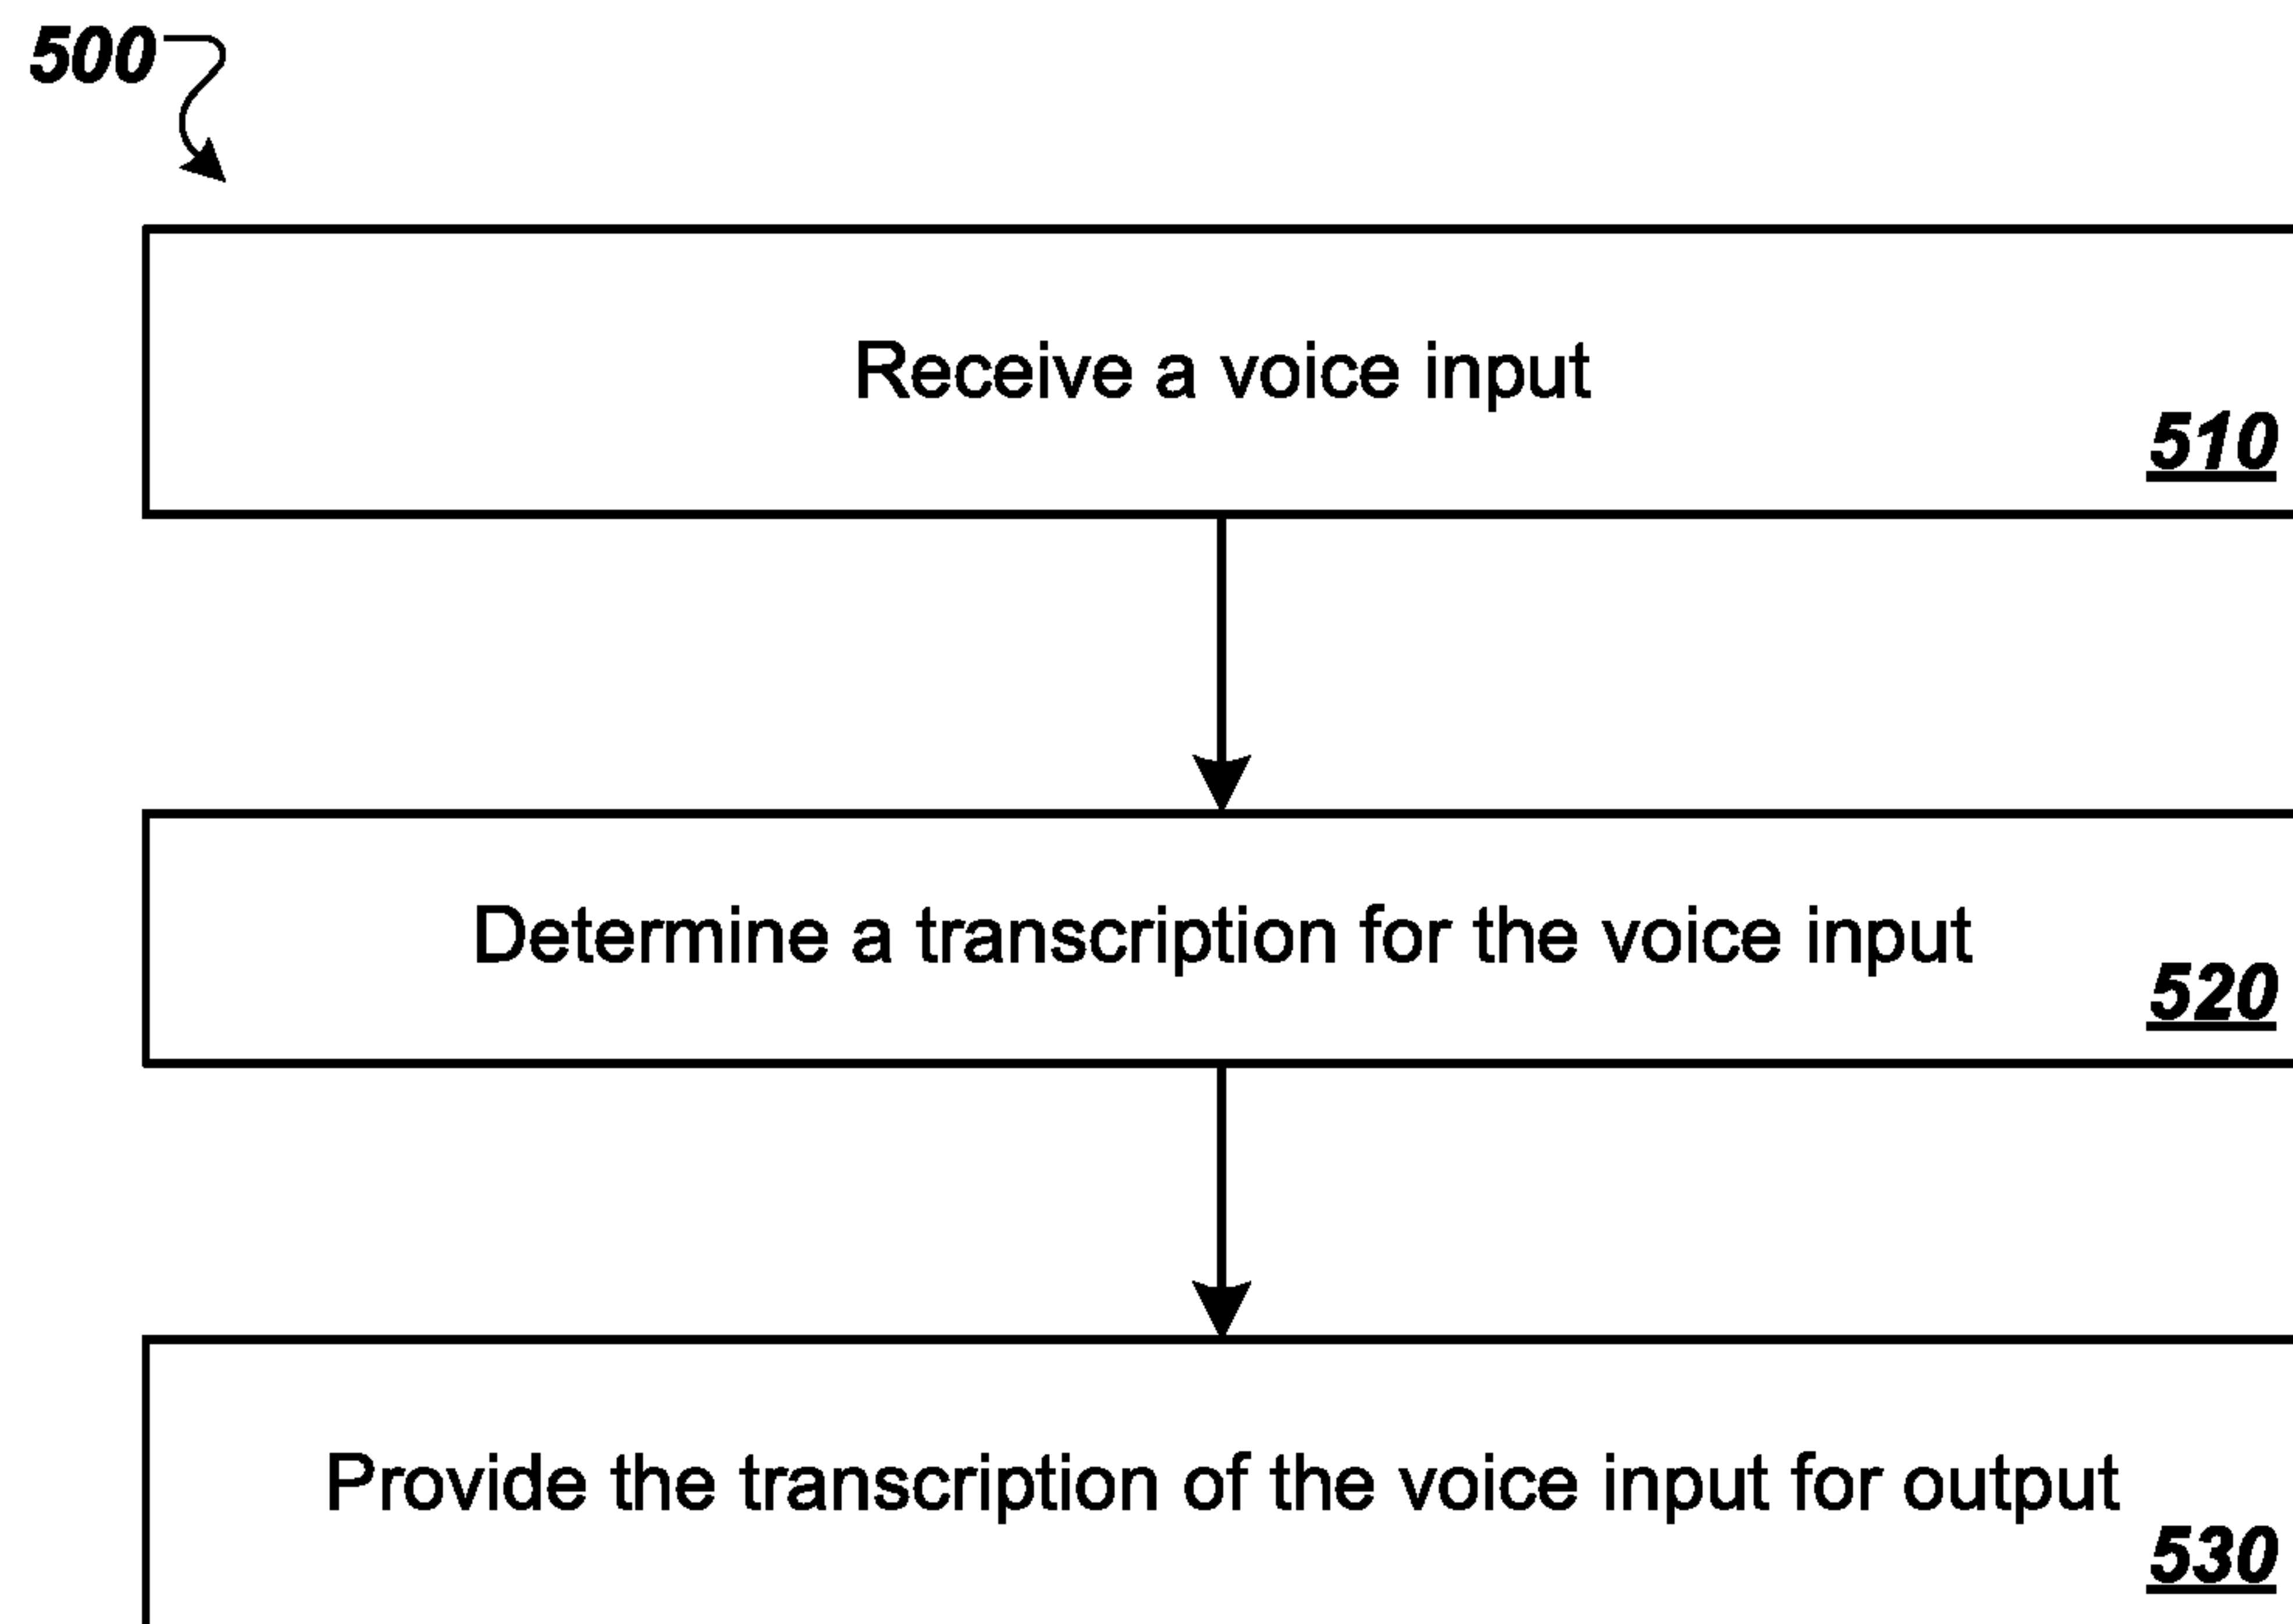 500
Receive a voice input
510
Determine a transcription for the voice input
520
Provide the transcription of the voice input for output
530